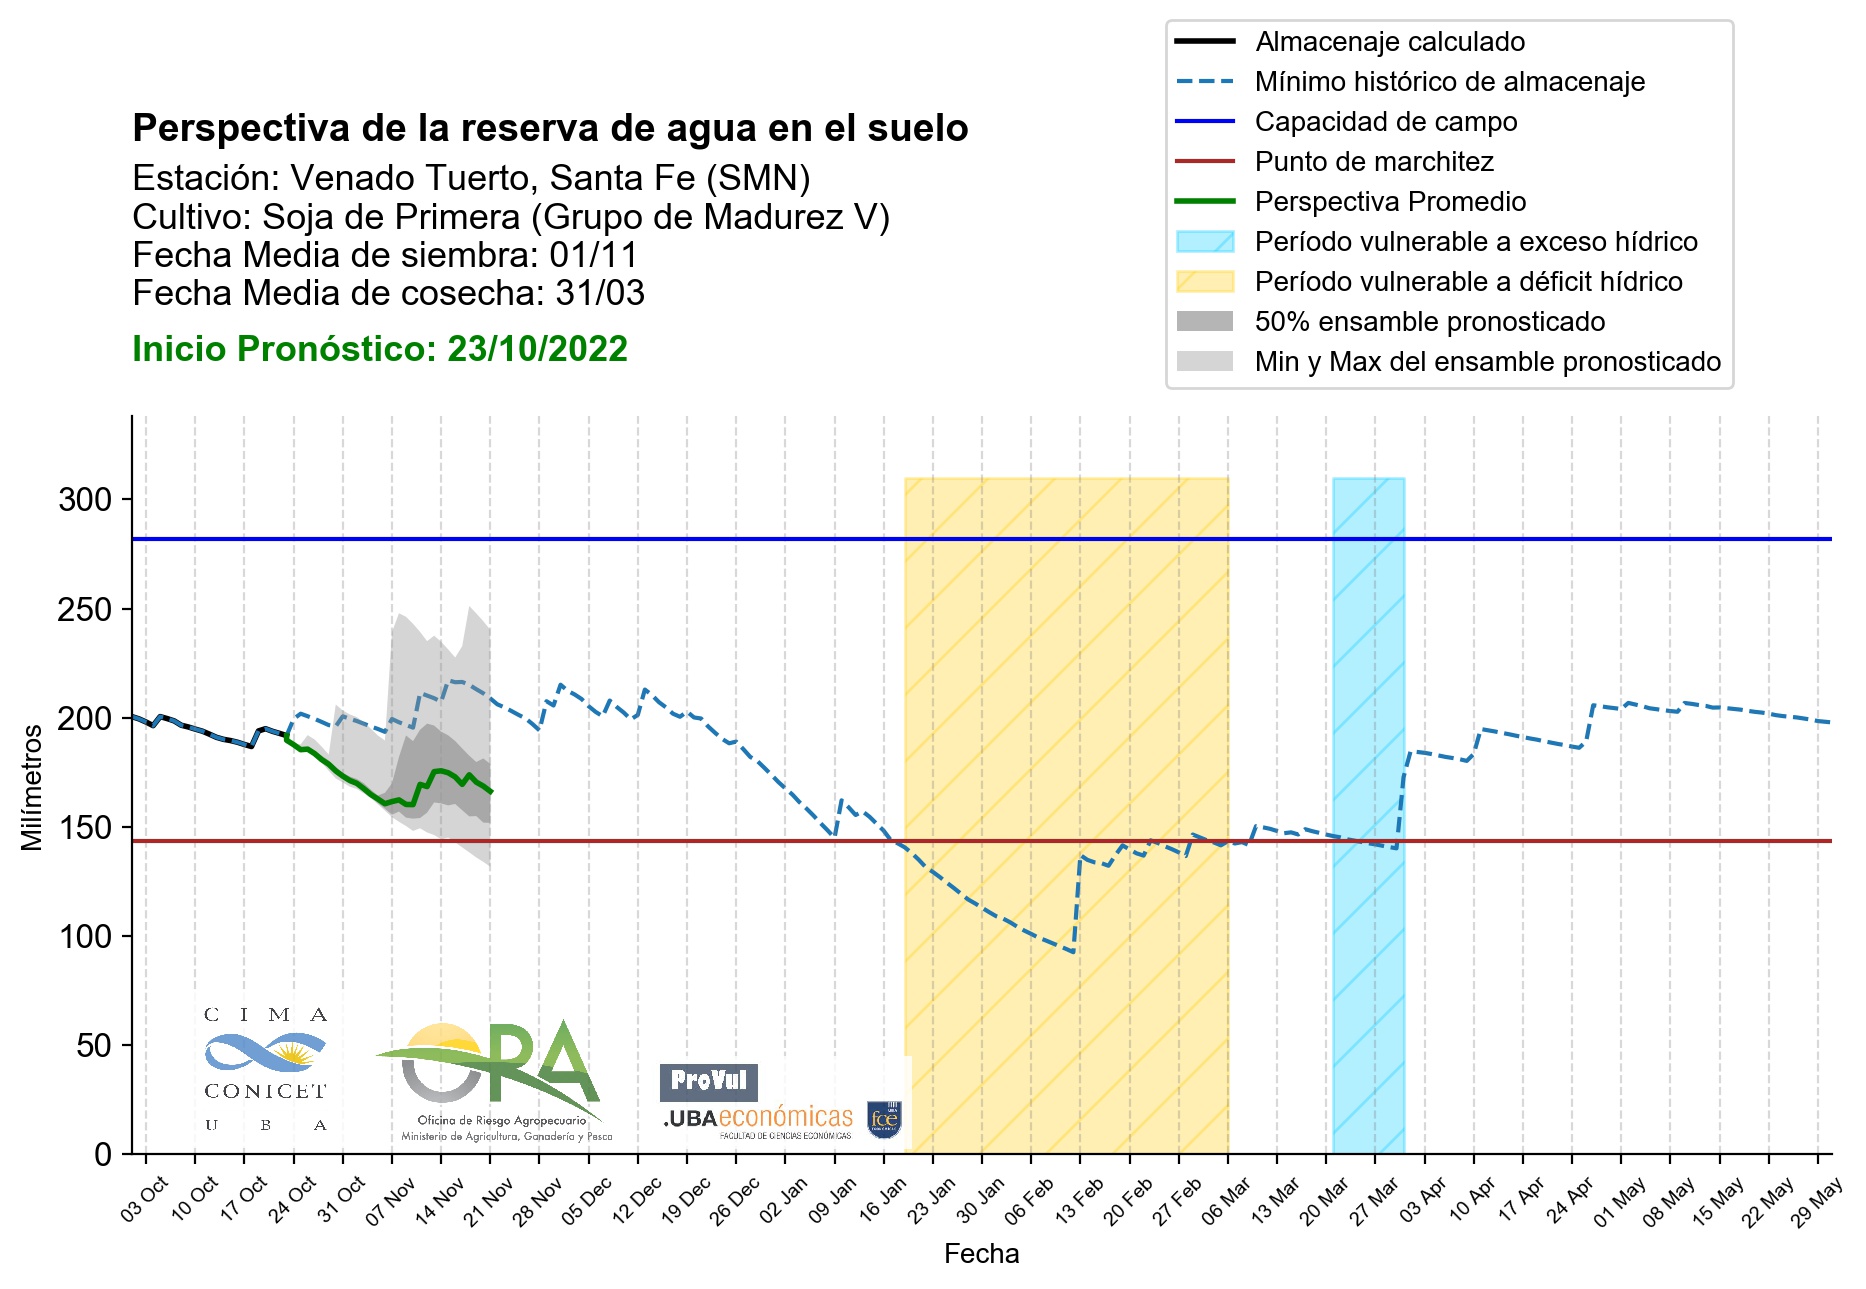 Almacenaje calculado
Mínimo histórico de almacenaje
Capacidad de campo
Punto de marchitez
Perspectiva Promedio
Período vulnerable a exceso hídrico
Período vulnerable a déficit hídrico
50% ensamble pronosticado
Min y Max del ensamble pronosticado
Perspectiva de la reserva de agua en el suelo
Estación: Venado Tuerto, Santa Fe (SMN)
Cultivo: Soja de Primera (Grupo de Madurez V)
Fecha Media de siembra: 01/11
Fecha Media de cosecha: 31/03
Inicio Pronóstico: 23/10/2022
Milímetros
300
250
200
150
100
50
0
C I M A
CONICET
U B A
ORA
Oficina de Riesgo Agropecuario
Ministerio de Agricultura, Ganadería y Pesca
ProVul
.UBAeconómicas
FACULTAD DE CIENCIAS ECONÓMICAS
fce
03 Oct
10 Oct
17 Oct
24 Oct
31 Oct
07 Nov
14 Nov
21 Nov
28 Nov
05 Dec
12 Dec
19 Dec
26 Dec
02 Jan
09 Jan
16 Jan
23 Jan
30 Jan
06 Feb
13 Feb
20 Feb
27 Feb
06 Mar
13 Mar
20 Mar
27 Mar
03 Apr
10 Apr
17 Apr
24 Apr
01 May
08 May
15 May
22 May
29 May
Fecha